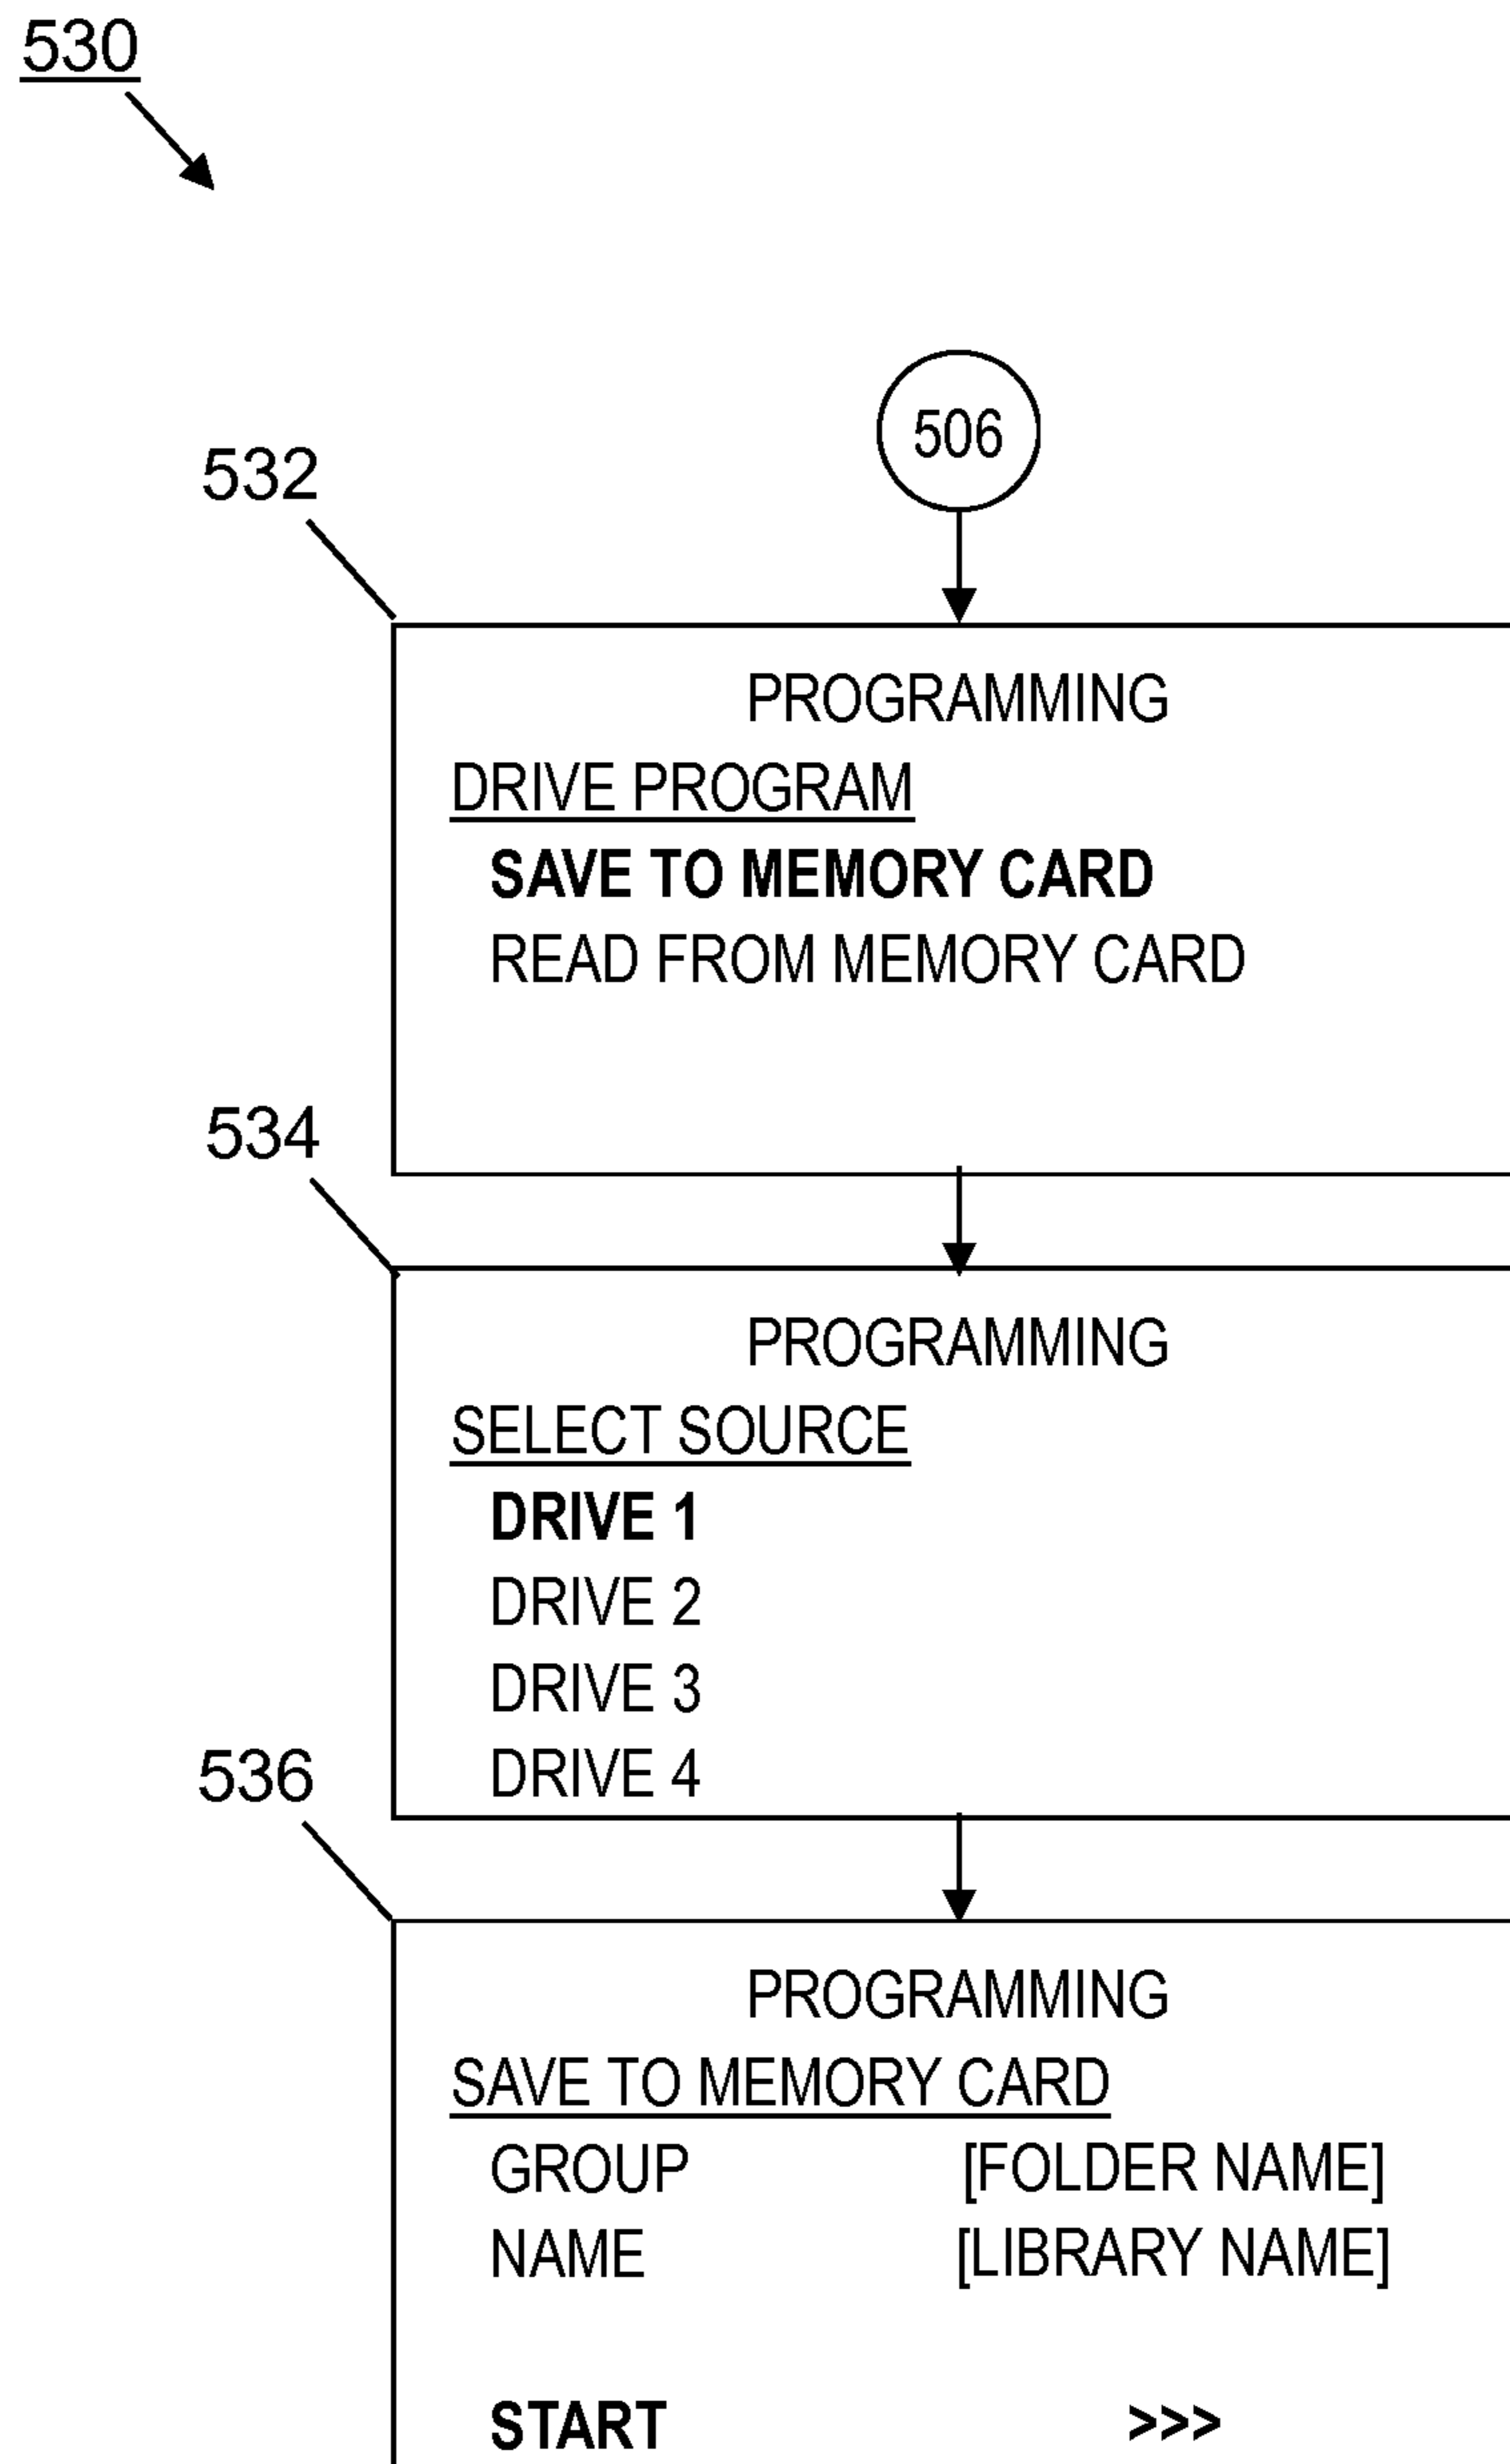 530
506
532
PROGRAMMING
DRIVE PROGRAM
SAVE TO MEMORY CARD
READ FROM MEMORY CARD
534
PROGRAMMING
SELECT SOURCE
DRIVE 1
DRIVE 2
DRIVE 3
DRIVE 4
536
PROGRAMMING
SAVE TO MEMORY CARD
GROUP [FOLDER NAME]
NAME [LIBRARY NAME]
START >>>